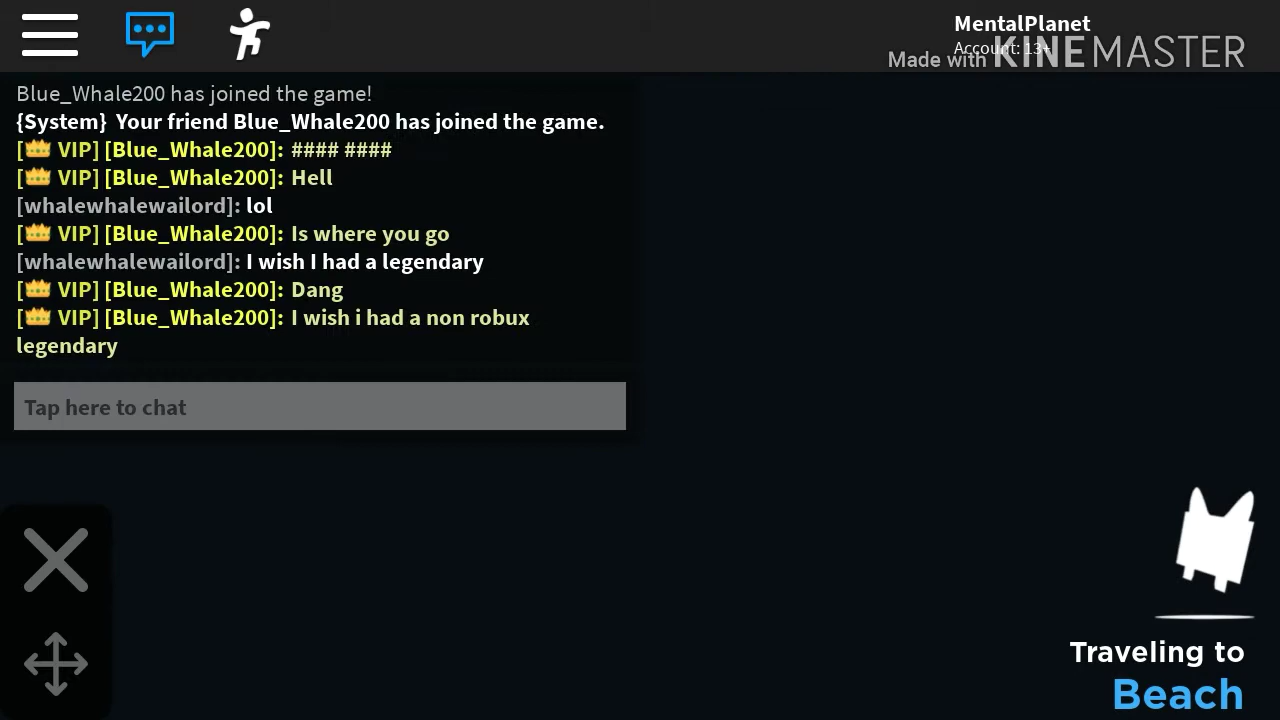 MentalPlanet
Account: 13+
Made with KINEMASTER
Blue_Whale200 has joined the game!
{System} Your friend Blue_Whale200 has joined the game.
[👑 VIP] [Blue_Whale200]: #### ####
[👑 VIP] [Blue_Whale200]: Hell
[whalewhalewailord]: lol
[👑 VIP] [Blue_Whale200]: Is where you go
[whalewhalewailord]: I wish I had a legendary
[👑 VIP] [Blue_Whale200]: Dang
[👑 VIP] [Blue_Whale200]: I wish i had a non robux
legendary
Tap here to chat
Traveling to
Beach